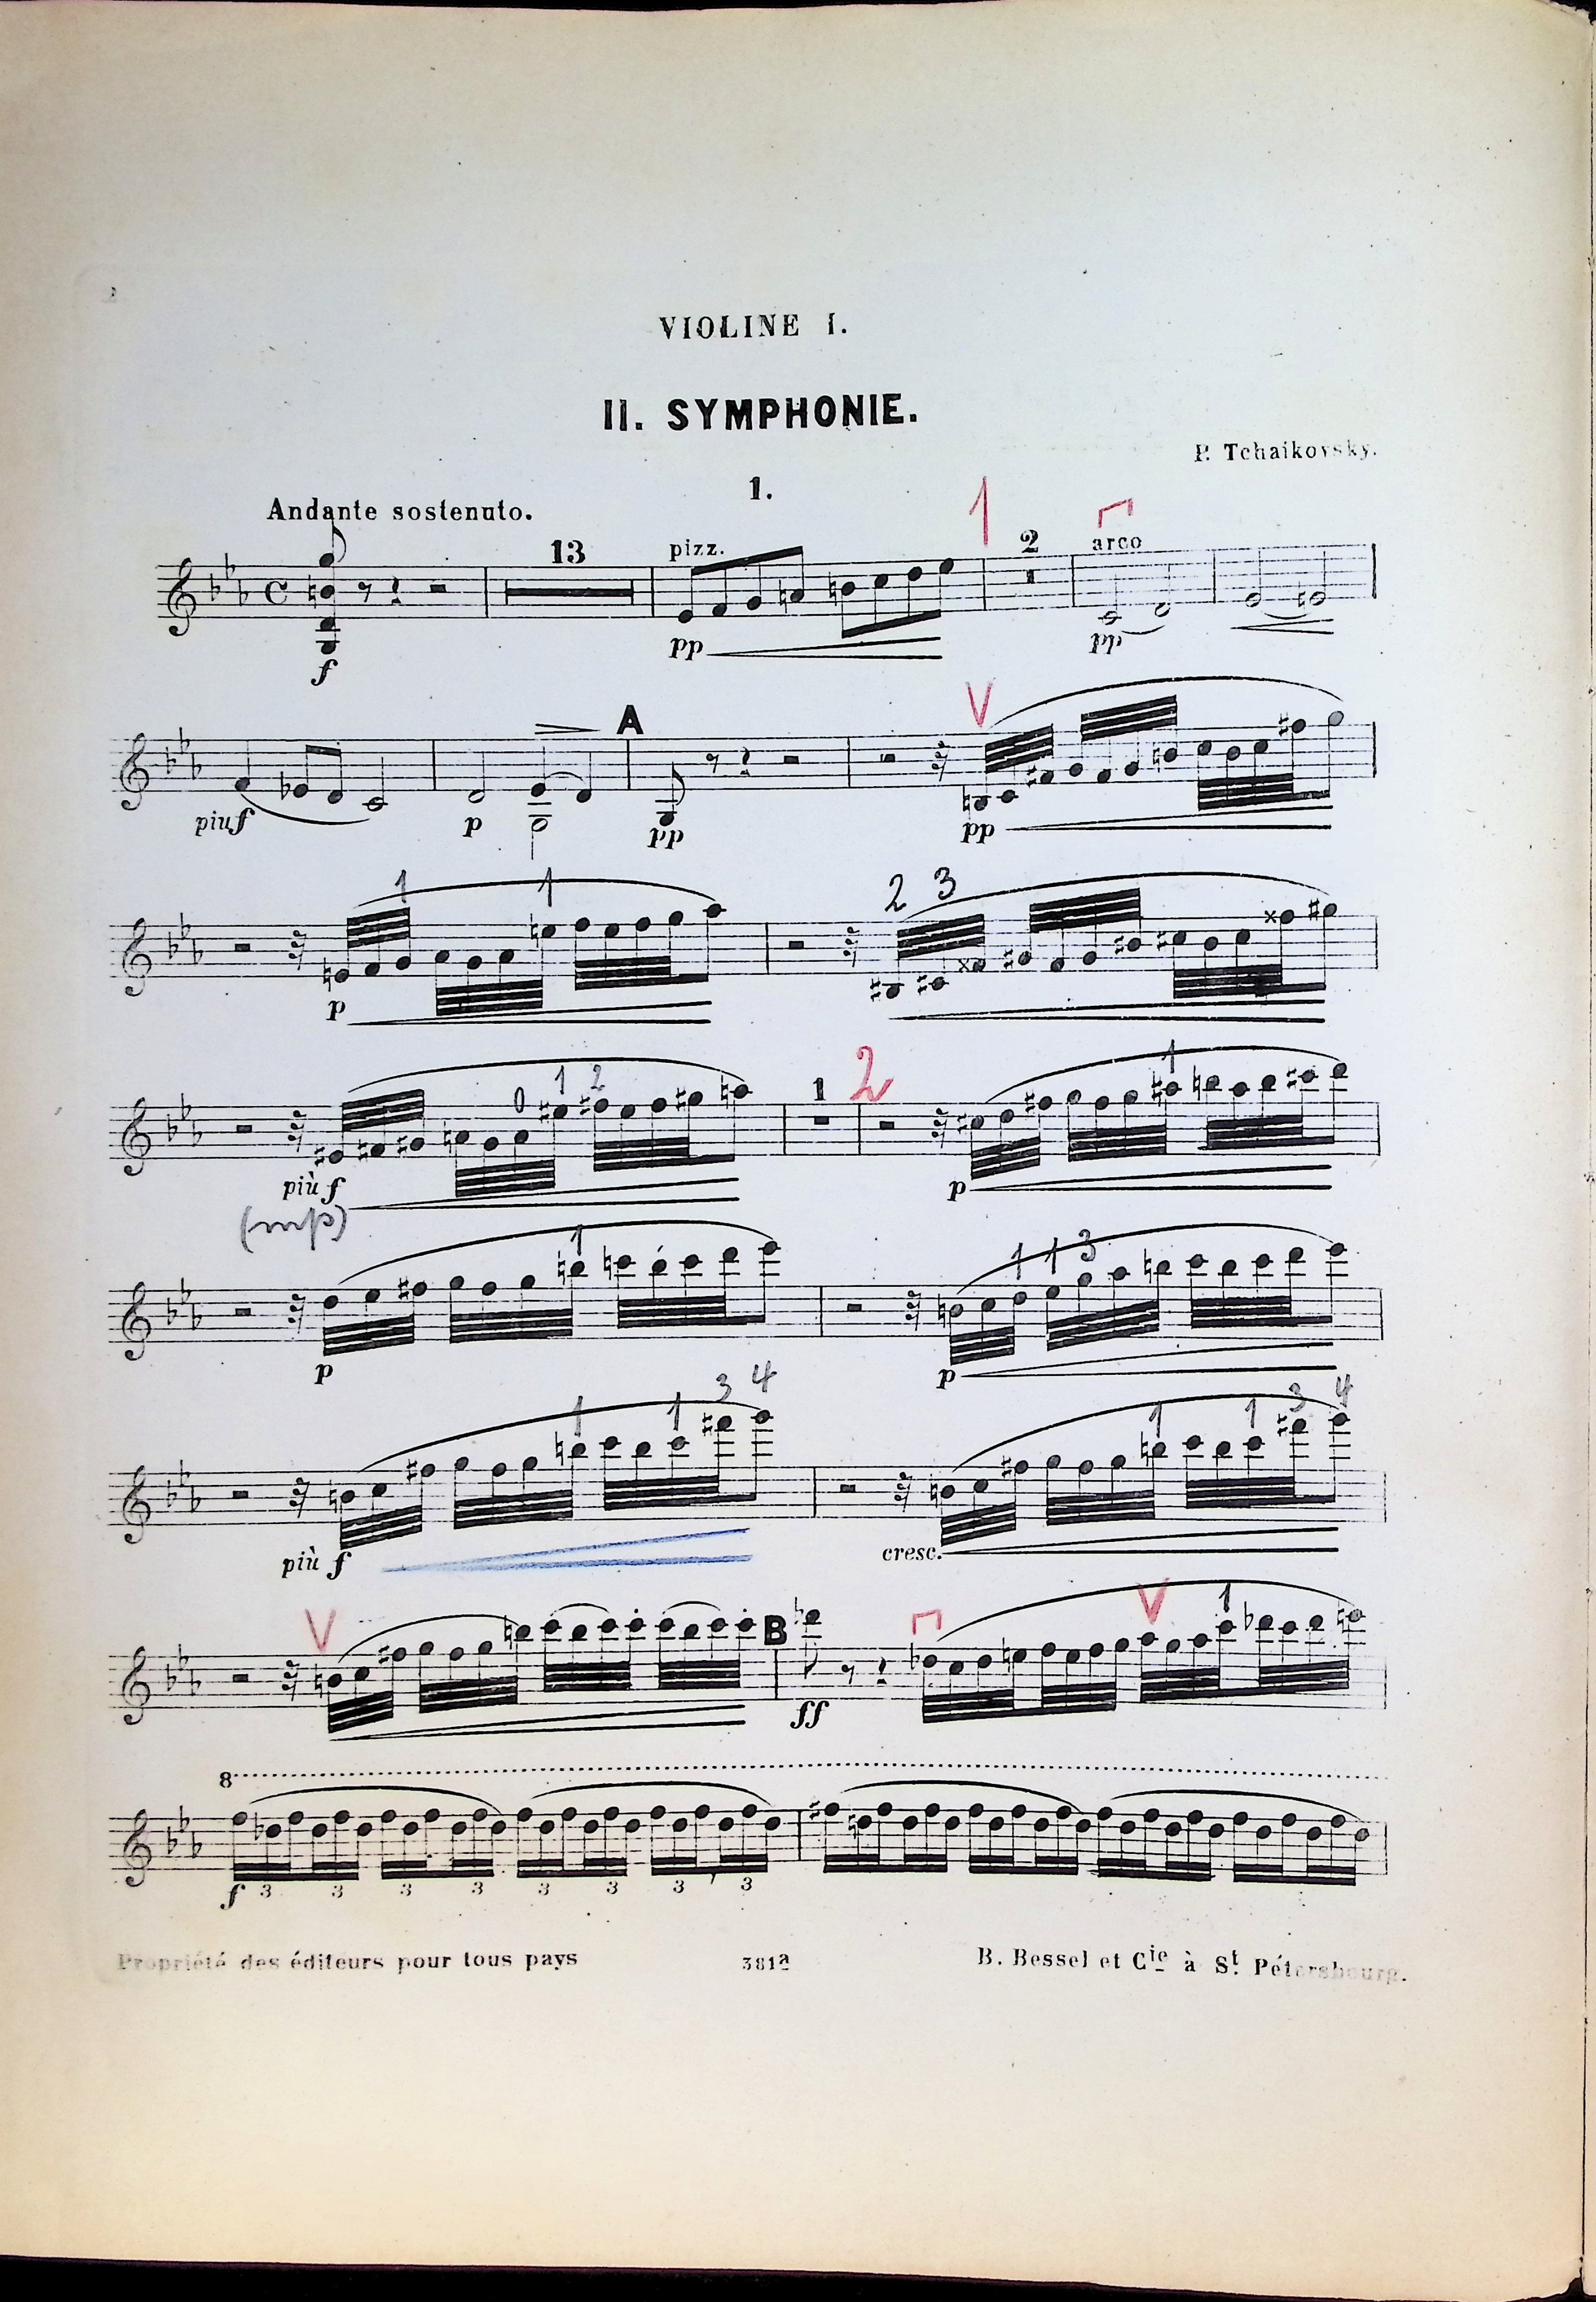 VIOLINE I.
II. SYMPHONIE.
P. Tchaikovsky.
1.
Andante sostenuto.
1
13
pizz.
2
arco
f
pp
pp
A
V
piu f
p
pp
pp
1
1
2 3
p
0 1 2
1
2
1
più f
(mp)
p
1
1 1 3
p
p
1 1 3 4
1 1 3 4
più f
cresc.
V
B
V
1
ff
8
f 3 3 3 3 3 3 3 3
Propriété des éditeurs pour tous pays
381a
B. Bessel et Cie à St. Pétersbourg.